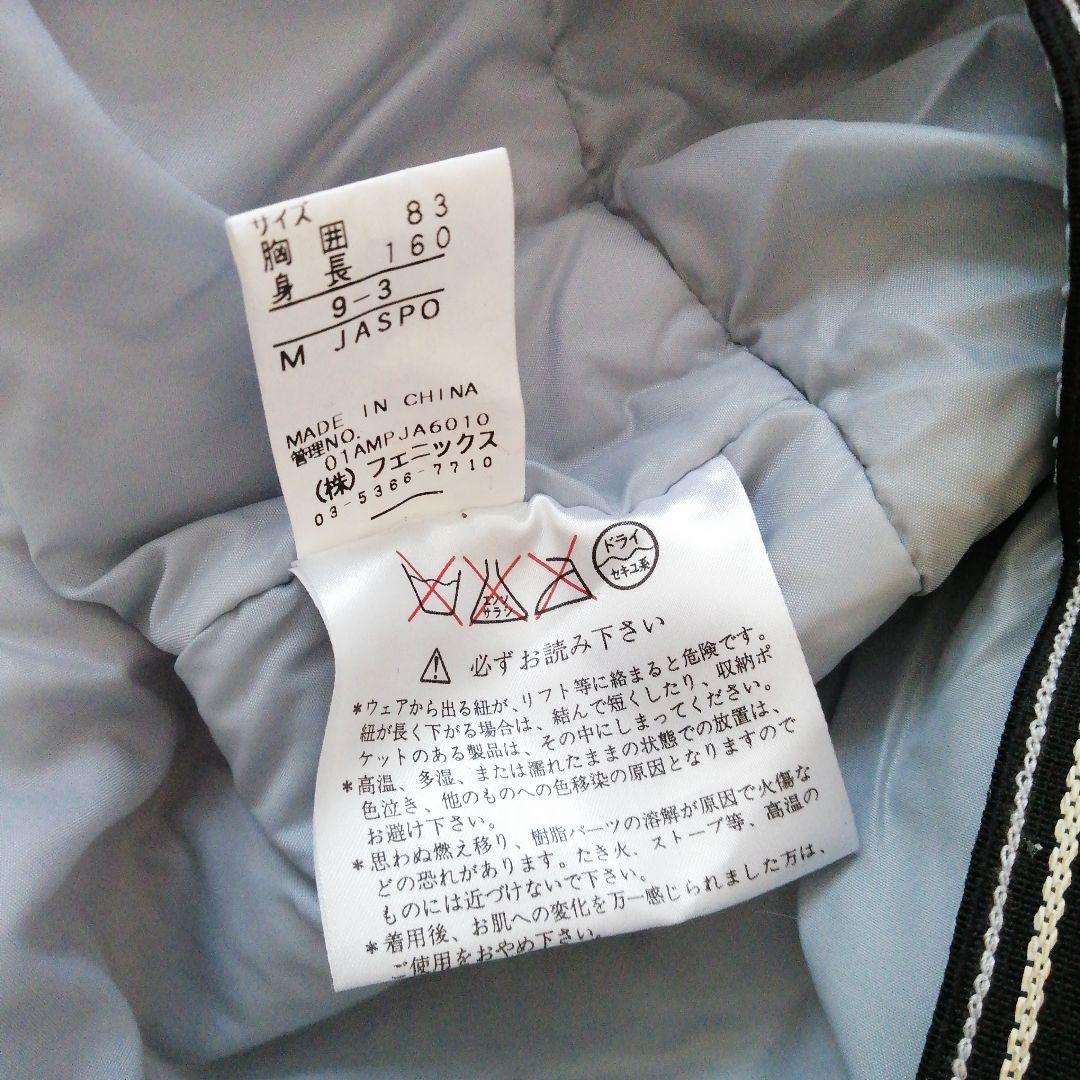 サイズ
胸 囲 83
身 長 160
9-3
M JASPO
MADE IN CHINA
管理NO.
01AMPJA6010
(株)フェニックス
03-5366-7710
エンソ
サラシ
ドライ
セキユ系
必ずお読み下さい
*ウェアから出る紐が、リフト等に絡まると危険です。
紐が長く下がる場合は、結んで短くしたり、収納ポ
ケットのある製品は、その中にしまってください。
*高温、多湿、または濡れたままの状態での放置は、
色泣き、他のものへの色移染の原因となりますので
お避け下さい。
*思わぬ燃え移り、樹脂パーツの溶解が原因で火傷な
どの恐れがあります。たき火、ストーブ等、高温の
ものには近づけないで下さい。
*着用後、お肌への変化を万一感じられました方は、
ご使用をおやめ下さい。